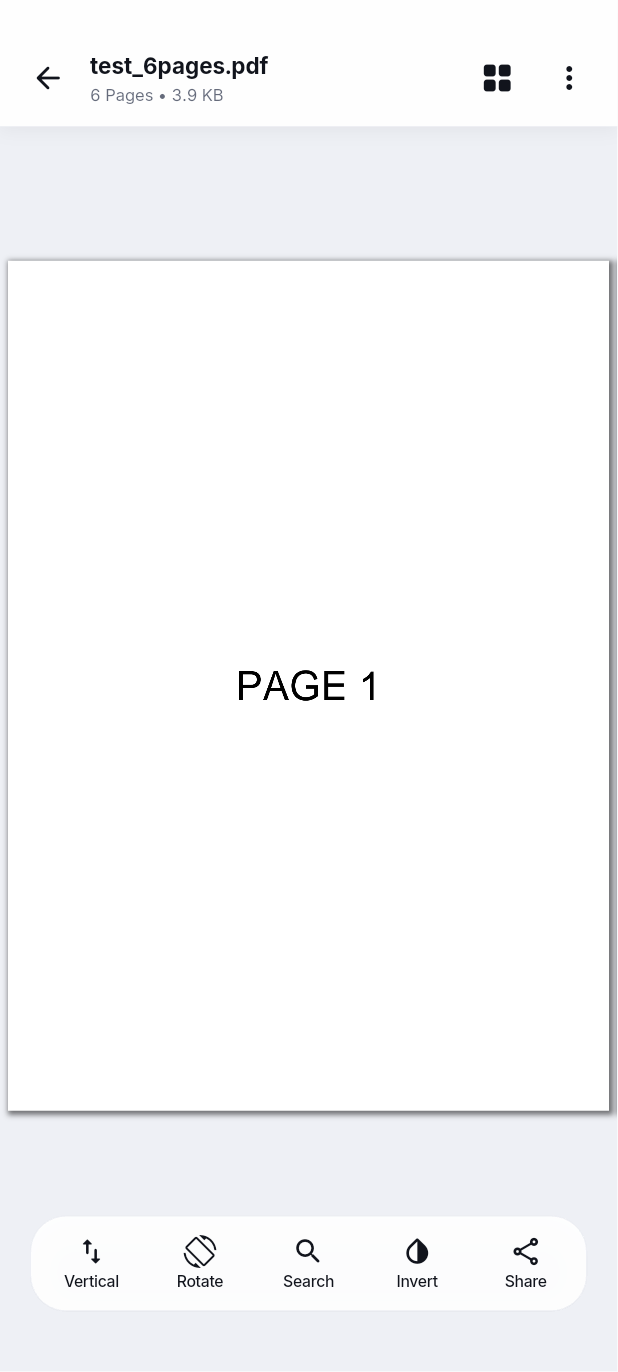 test_6pages.pdf
6 Pages • 3.9 KB
PAGE 1
Vertical Rotate Search Invert Share